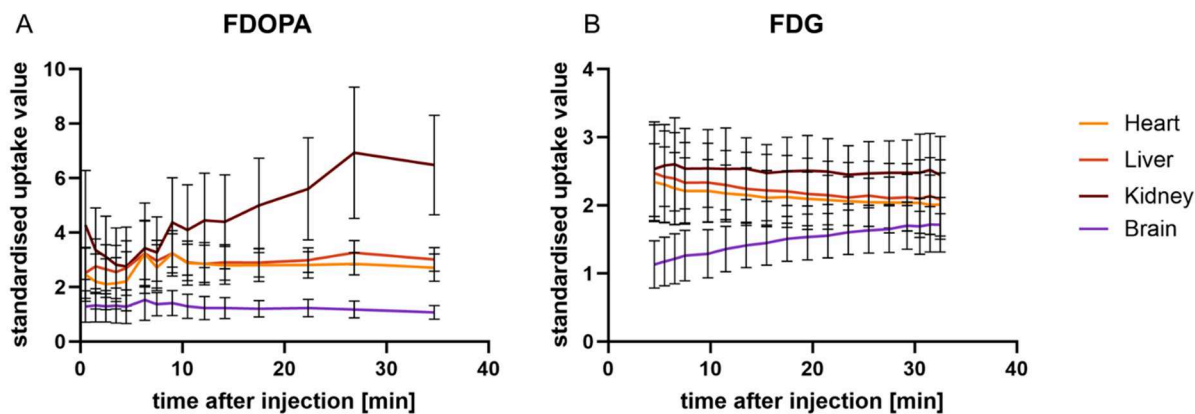 A FDOPA
standardised uptake value
10
8
6
4
2
0
0 10 20 30 40
time after injection [min]
B FDG
standardised uptake value
4
3
2
1
0
0 10 20 30 40
time after injection [min]
Heart
Liver
Kidney
Brain